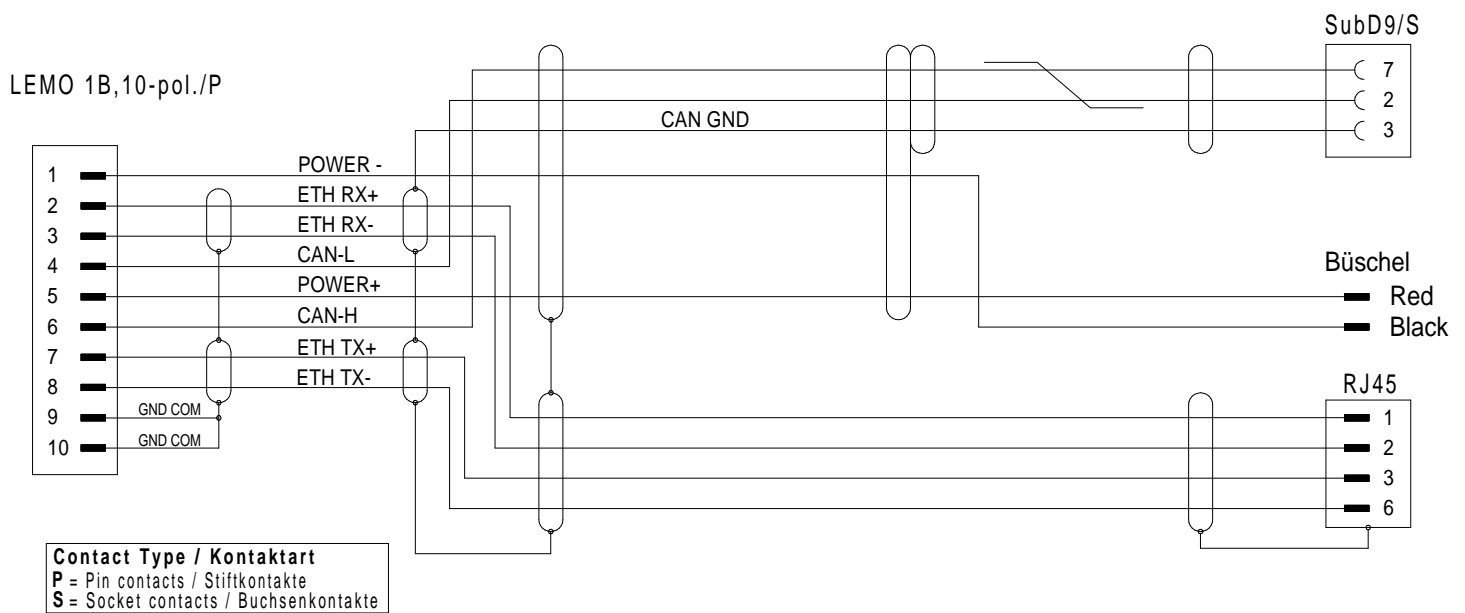 SubD9/S
LEMO 1B,10-pol./P
7
2
CAN GND
3
1
POWER -
2
ETH RX+
3
ETH RX-
4
CAN-L
Büschel
5
POWER+
Red
6
CAN-H
Black
7
ETH TX+
8
ETH TX-
RJ45
9
GND COM
1
10
GND COM
2
3
6
Contact Type / Kontaktart
P = Pin contacts / Stiftkontakte
S = Socket contacts / Buchsenkontakte